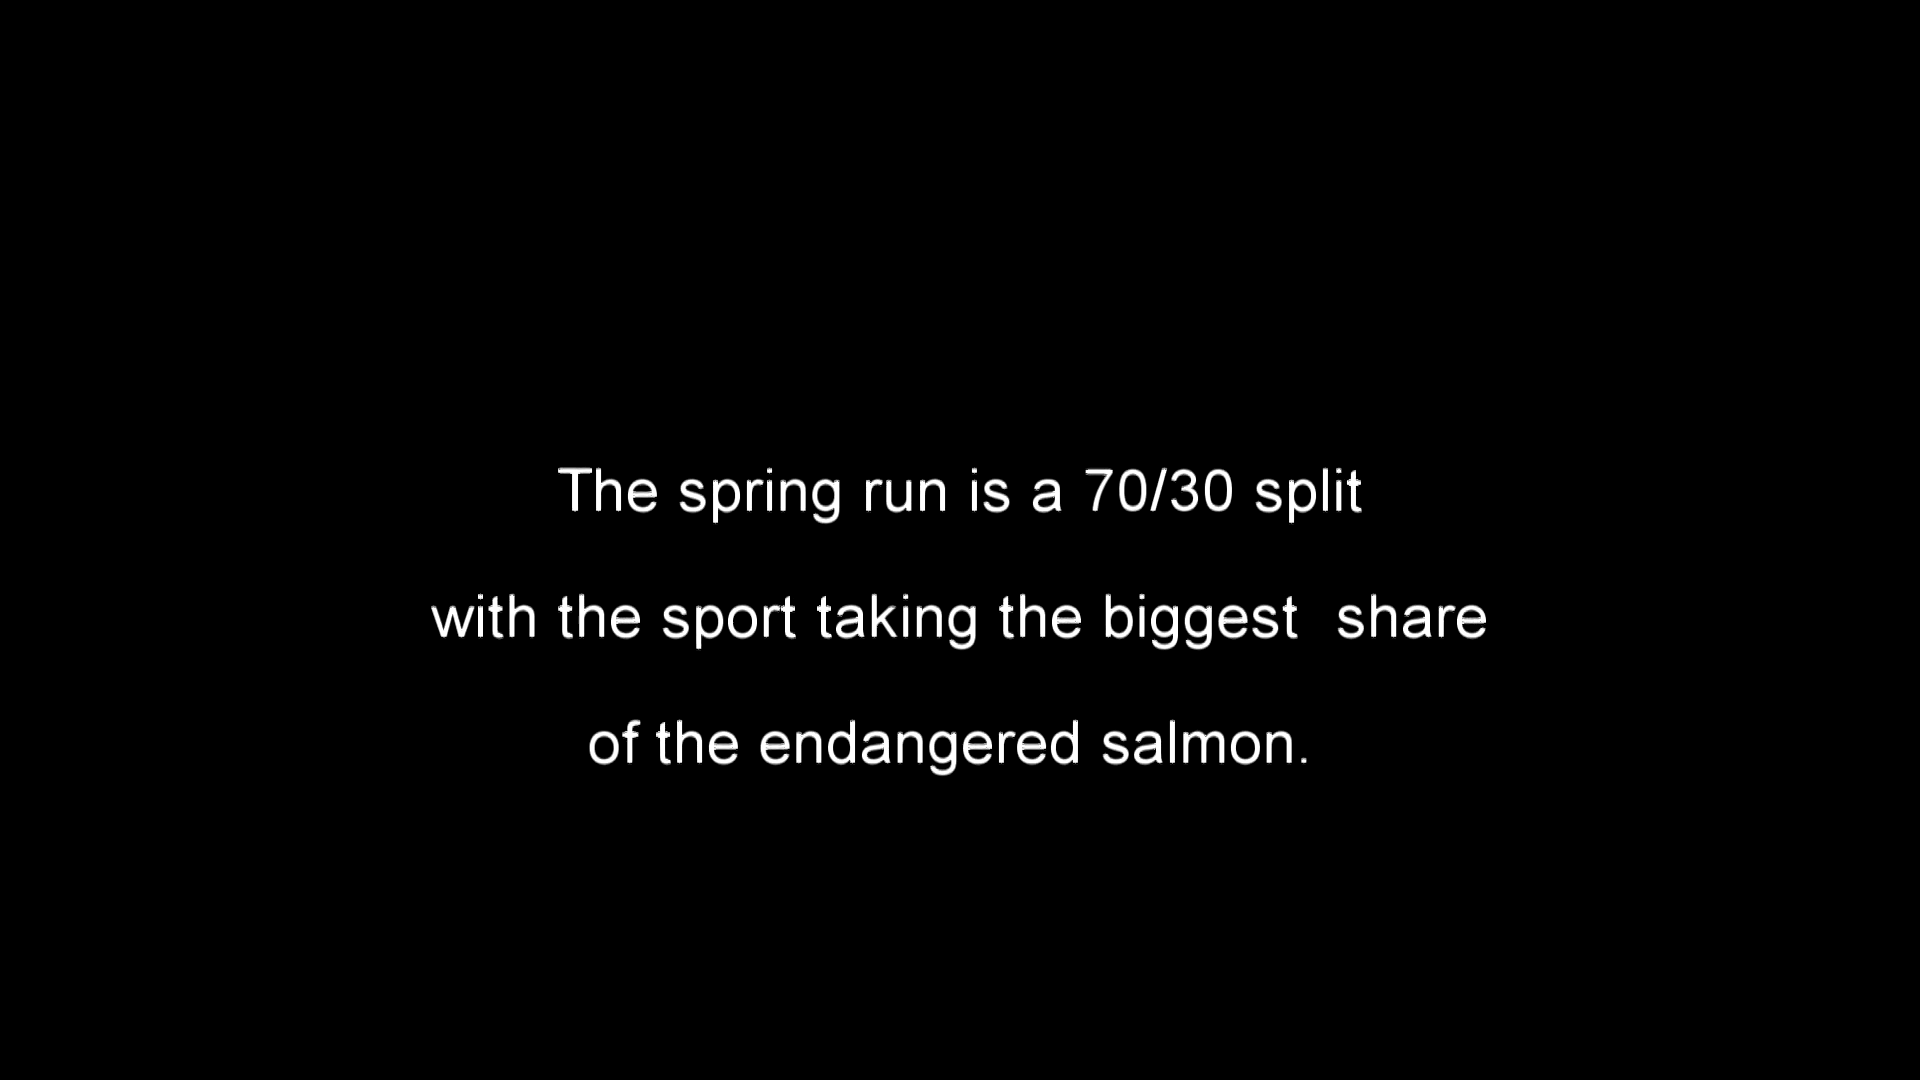 The spring run is a 70/30 split
with the sport taking the biggest  share
of the endangered salmon.